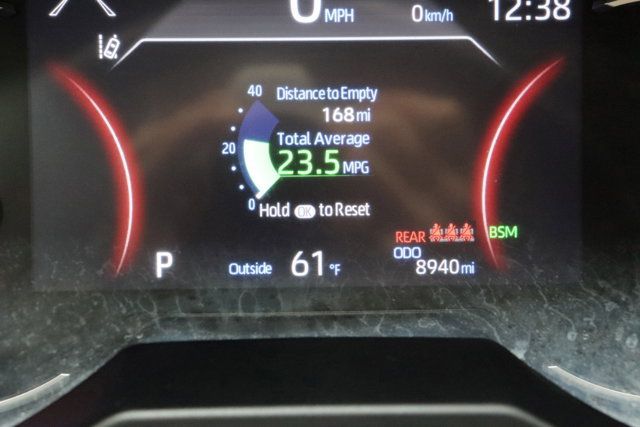 0 MPH 0 km/h 12:38
40 Distance to Empty
168 mi
Total Average
20 23.5 MPG
0 Hold OK to Reset
REAR BSM
ODO
P Outside 61 °F 8940 mi